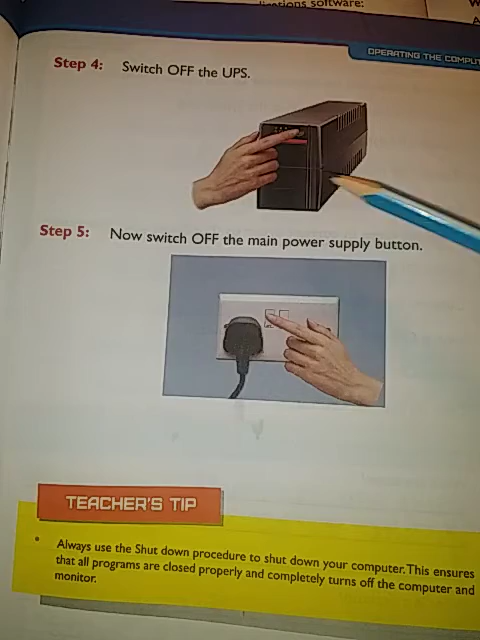 software:
OPERATING THE
Step 4: Switch OFF the UPS.
Step 5: Now switch OFF the main power supply button.
TEACHER'S TIP
• Always use the Shut down procedure to shut down your computer. This ensures
that all programs are closed properly and completely turns off the computer and
monitor.